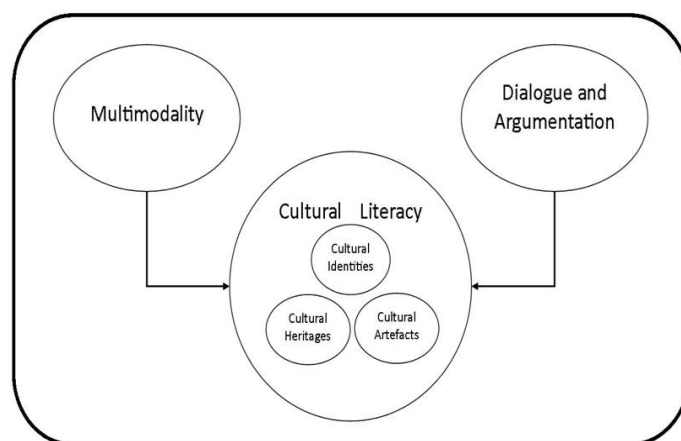 Multimodality
Dialogue and
Argumentation
Cultural Literacy
Cultural
Identities
Cultural
Heritages
Cultural
Artefacts